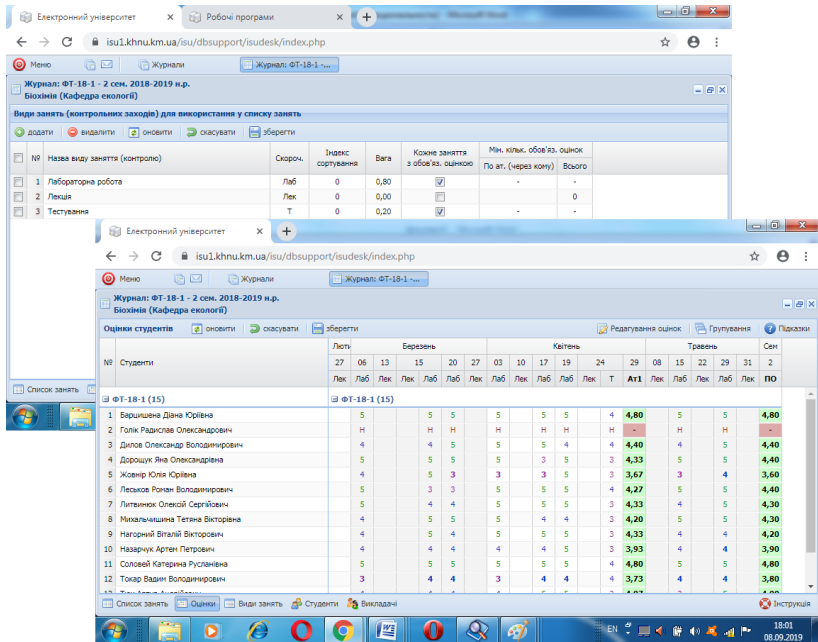 Електронний університет
Робочі програми
isu1.khnu.km.ua/isu/dbsupport/isudesk/index.php
Меню Журнали Журнал: ФТ-18-1 -...
Журнал: ФТ-18-1 - 2 сем. 2018-2019 н.р.
Біохімія (Кафедра екології)
Види занять (контрольних заходів) для використання у списку занять
додати видалити оновити скасувати зберегти
№ Назва виду заняття (контролю) Скороч. Індекс сортування Вага Кожне заняття з обов'яз. оцінкою Мін. кільк. обов'яз. оцінок
По ат. (через кому) Всього
1 Лабораторна робота Лаб 0 0,80 - -
2 Лекція Лек 0 0,00 0
3 Тестування Т 0 0,20 - -
Список занять
Електронний університет
isu1.khnu.km.ua/isu/dbsupport/isudesk/index.php
Меню Журнали Журнал: ФТ-18-1 -...
Журнал: ФТ-18-1 - 2 сем. 2018-2019 н.р.
Біохімія (Кафедра екології)
Оцінки студентів оновити скасувати зберегти Редагування оцінок Групування Підказки
№ Студенти Люти Березень Квітень Травень Сем
27 06 13 15 20 27 03 10 17 19 24 29 08 15 22 29 31 2
Лек Лаб Лек Лек Лаб Лаб Лек Лаб Лек Лаб Лаб Лек Т Ат1 Лек Лаб Лек Лаб Лек ПО
ФТ-18-1 (15) ФТ-18-1 (15)
1 Барцишена Діана Юріївна 5 5 5 5 5 5 4 4,80 5 5 4,80
2 Голік Радислав Олександрович Н Н Н Н Н Н Н - Н Н -
3 Дилов Олександр Володимирович 4 4 5 5 5 4 4 4,40 4 5 4,40
4 Дорощук Яна Олександрівна 5 5 5 5 3 5 3 4,33 5 5 4,40
5 Жовнір Юлія Юріївна 4 5 3 3 3 5 3 3,67 3 4 3,60
6 Леськов Роман Володимирович 5 3 3 5 5 5 4 4,27 5 5 4,40
7 Литвинюк Олексій Сергійович 5 4 4 5 5 5 3 4,33 4 5 4,30
8 Михальчишина Тетяна Вікторівна 4 5 5 5 4 4 3 4,20 5 5 4,30
9 Нагорний Віталій Вікторович 4 5 4 5 5 5 3 4,33 4 4 4,20
10 Назарчук Артем Петрович 4 4 4 4 4 5 3 3,93 4 4 3,90
11 Соловей Катерина Русланівна 5 5 5 5 5 5 4 4,80 5 5 4,80
12 Токар Вадим Володимирович 3 4 4 3 4 4 4 3,73 4 4 3,80
Список занять Оцінки Види занять Студенти Викладачі Інструкція
EN 18:01
08.09.2019